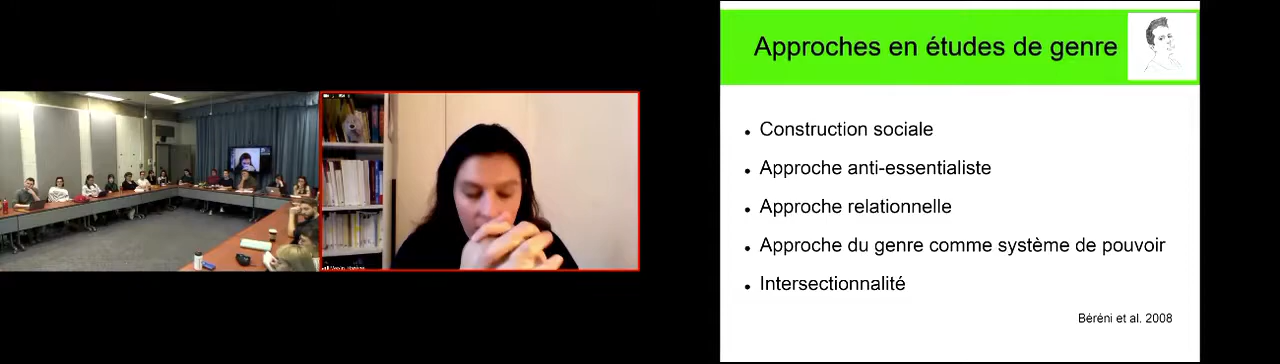 Approches en études de genre
Construction sociale
Approche anti-essentialiste
Approche relationnelle
Approche du genre comme système de pouvoir
Intersectionnalité
Béréni et al. 2008